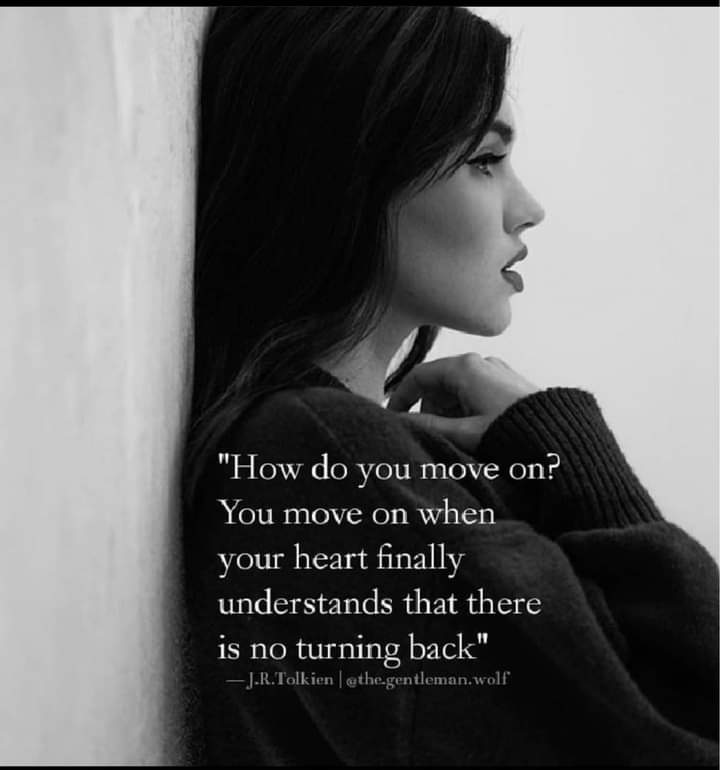 "How do you move on?
You move on when
your heart finally
understands that there
is no turning back"
— J.R.Tolkien | @the.gentleman.wolf